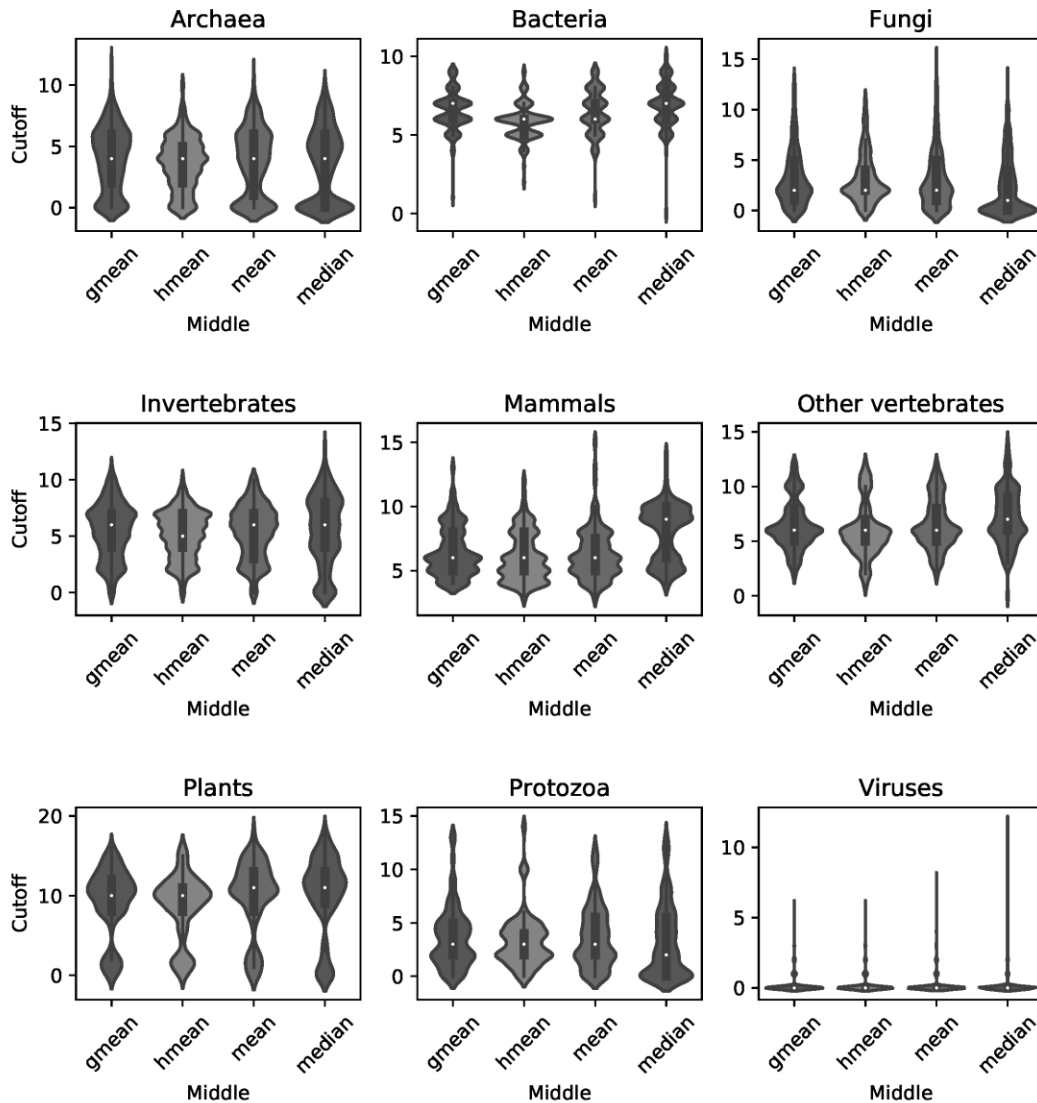 Archaea
Bacteria
Fungi
Cutoff
10
5
0
10
5
0
15
10
5
0
gmean
hmean
mean
median
gmean
hmean
mean
median
gmean
hmean
mean
median
Middle
Middle
Middle
Invertebrates
Mammals
Other vertebrates
Cutoff
15
10
5
0
15
10
5
15
10
5
0
gmean
hmean
mean
median
gmean
hmean
mean
median
gmean
hmean
mean
median
Middle
Middle
Middle
Plants
Protozoa
Viruses
Cutoff
20
10
0
15
10
5
0
10
5
0
gmean
hmean
mean
median
gmean
hmean
mean
median
gmean
hmean
mean
median
Middle
Middle
Middle